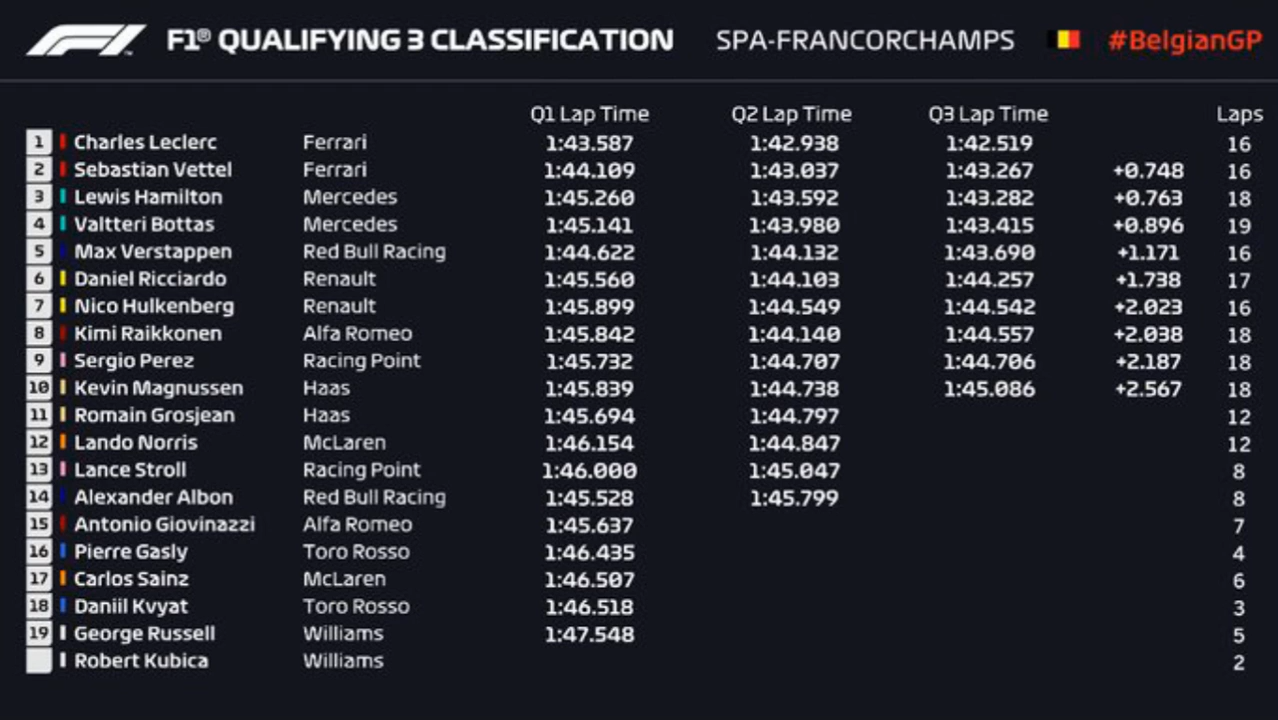 F1® QUALIFYING 3 CLASSIFICATION SPA-FRANCORCHAMPS #BelgianGP
Q1 Lap Time Q2 Lap Time Q3 Lap Time Laps
1 Charles Leclerc Ferrari 1:43.587 1:42.938 1:42.519 16
2 Sebastian Vettel Ferrari 1:44.109 1:43.037 1:43.267 +0.748 16
3 Lewis Hamilton Mercedes 1:45.260 1:43.592 1:43.282 +0.763 18
4 Valtteri Bottas Mercedes 1:45.141 1:43.980 1:43.415 +0.896 19
5 Max Verstappen Red Bull Racing 1:44.622 1:44.132 1:43.690 +1.171 16
6 Daniel Ricciardo Renault 1:45.560 1:44.103 1:44.257 +1.738 17
7 Nico Hulkenberg Renault 1:45.899 1:44.549 1:44.542 +2.023 16
8 Kimi Raikkonen Alfa Romeo 1:45.842 1:44.140 1:44.557 +2.038 18
9 Sergio Perez Racing Point 1:45.732 1:44.707 1:44.706 +2.187 18
10 Kevin Magnussen Haas 1:45.839 1:44.738 1:45.086 +2.567 18
11 Romain Grosjean Haas 1:45.694 1:44.797 12
12 Lando Norris McLaren 1:46.154 1:44.847 12
13 Lance Stroll Racing Point 1:46.000 1:45.047 8
14 Alexander Albon Red Bull Racing 1:45.528 1:45.799 8
15 Antonio Giovinazzi Alfa Romeo 1:45.637 7
16 Pierre Gasly Toro Rosso 1:46.435 4
17 Carlos Sainz McLaren 1:46.507 6
18 Daniil Kvyat Toro Rosso 1:46.518 3
19 George Russell Williams 1:47.548 5
Robert Kubica Williams 2